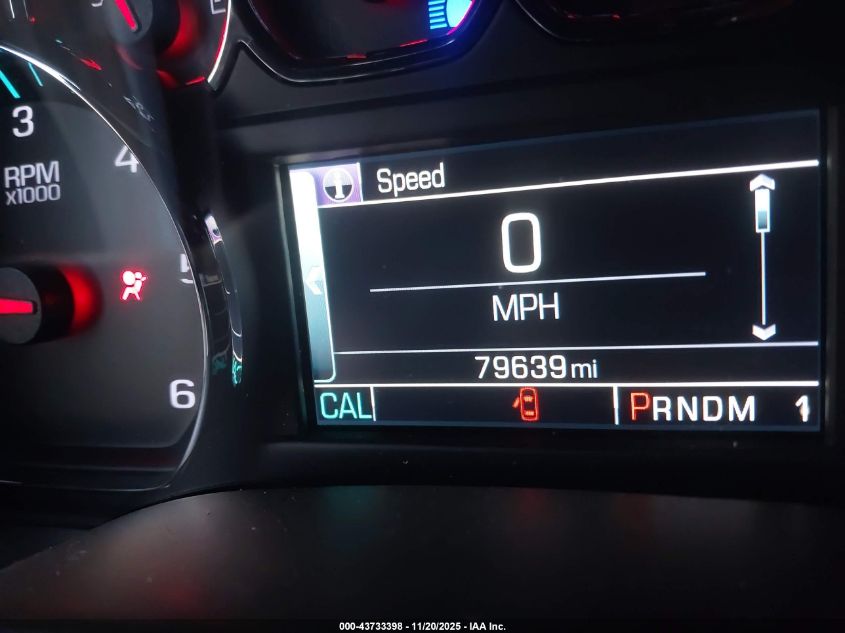 E
3
4
RPM
x1000
5
6
Speed
0
MPH
79639 mi
CAL
PRNDM 1
000-43733398 - 11/20/2025 - IAA Inc.